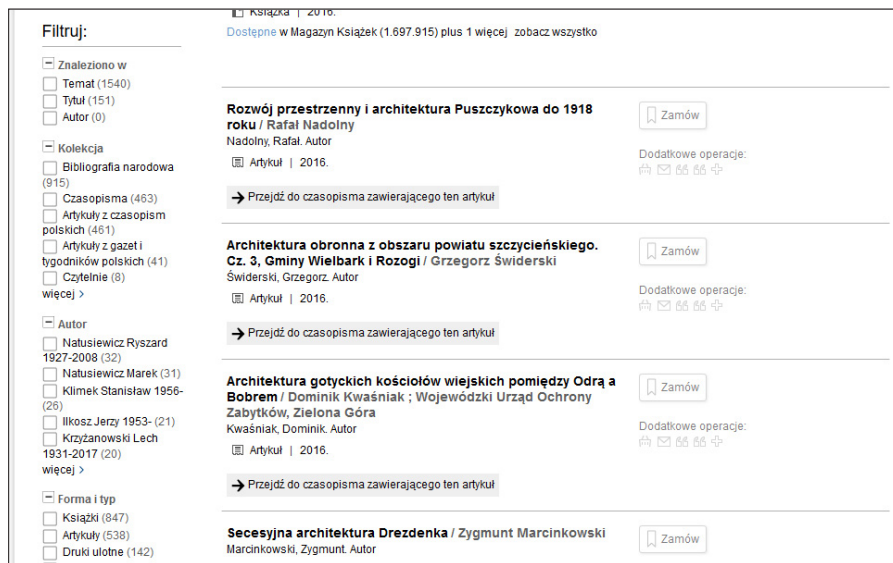 Filtruj:
Znaleziono w
Temat (1540)
Tytuł (151)
Autor (0)
Kolekcja
Bibliografia narodowa
(915)
Czasopisma (463)
Artykuły z czasopism
polskich (461)
Artykuły z gazet i
tygodników polskich (41)
Czytelnie (8)
więcej >
Autor
Natusiewicz Ryszard
1927-2008 (32)
Natusiewicz Marek (31)
Klimek Stanisław 1956-
(26)
Ilkosz Jerzy 1953- (21)
Krzyżanowski Lech
1931-2017 (20)
więcej >
Forma i typ
Książki (847)
Artykuły (538)
Druki ulotne (142)
Książka | 2016.
Dostępne w Magazyn Książek (1.697.915) plus 1 więcej zobacz wszystko
Rozwój przestrzenny i architektura Puszczykowa do 1918
roku / Rafał Nadolny
Nadolny, Rafał. Autor
Artykuł | 2016.
Przejdź do czasopisma zawierającego ten artykuł
Zamów
Dodatkowe operacje:
Architektura obronna z obszaru powiatu szczycieńskiego.
Cz. 3, Gminy Wielbark i Rozogi / Grzegorz Świderski
Świderski, Grzegorz. Autor
Artykuł | 2016.
Przejdź do czasopisma zawierającego ten artykuł
Zamów
Dodatkowe operacje:
Architektura gotyckich kościołów wiejskich pomiędzy Odrą a
Bobrem / Dominik Kwaśniak ; Wojewódzki Urząd Ochrony
Zabytków, Zielona Góra
Kwaśniak, Dominik. Autor
Artykuł | 2016.
Przejdź do czasopisma zawierającego ten artykuł
Zamów
Dodatkowe operacje:
Secesyjna architektura Drezdenka / Zygmunt Marcinkowski
Marcinkowski, Zygmunt. Autor
Zamów